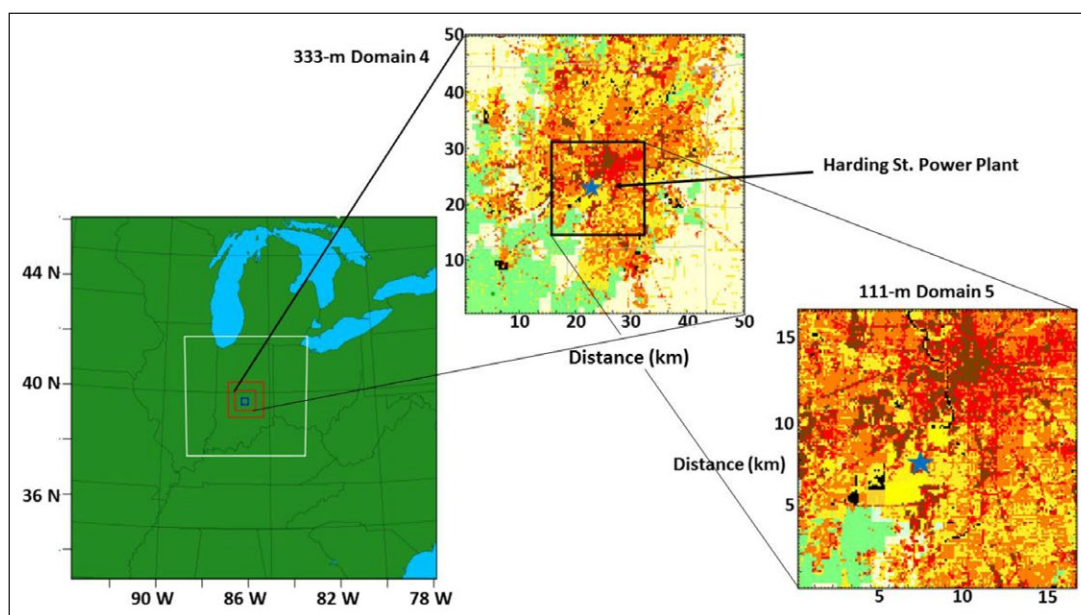 333-m Domain 4
50
40
30
20
10
10 20 30 40 50
Harding St. Power Plant
Distance (km)
44 N
40 N
36 N
90 W 86 W 82 W 78 W
111-m Domain 5
15
10
5
Distance (km)
5 10 15